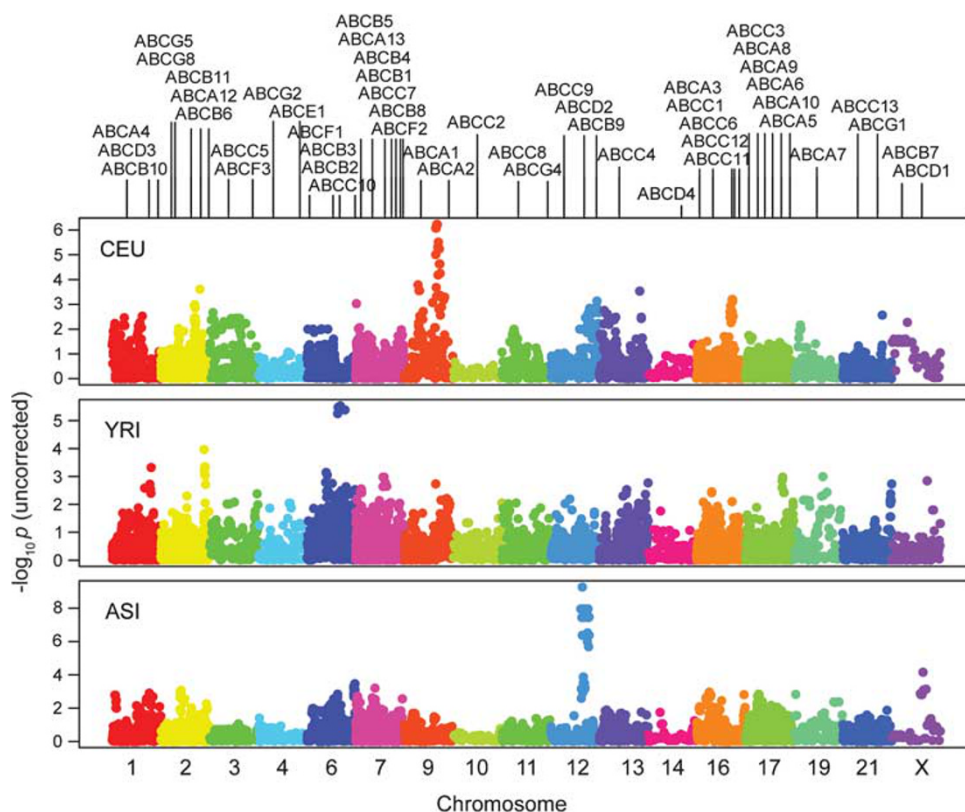 ABCG5
ABCG8
ABCB11
ABCA12
ABCB6
ABCA4
ABCD3
ABCB10
ABCC5
ABCF3
ABCG2
ABCE1
ABCF1
ABCB3
ABCB2
ABCC10
ABCB5
ABCA13
ABCB4
ABCB1
ABCC7
ABCB8
ABCF2
ABCA1
ABCA2
ABCC2
ABCC8
ABCG4
ABCC9
ABCD2
ABCB9
ABCC4
ABCD4
ABCA3
ABCC1
ABCC6
ABCC12
ABCC11
ABCC3
ABCA8
ABCA9
ABCA6
ABCA10
ABCA5
ABCA7
ABCC13
ABCG1
ABCB7
ABCD1
CEU
6
5
4
3
2
1
0
YRI
5
4
3
2
1
0
ASI
8
6
4
2
0
-log10 p (uncorrected)
1 2 3 4 6 7 9 10 11 12 13 14 16 17 19 21 X
Chromosome